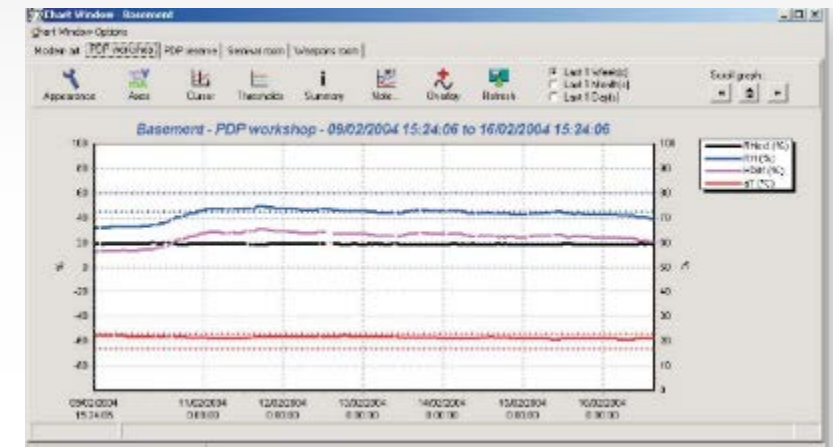 Chart Window - Basement
Chart Window Options
Modem list PDP workshop PDP reserve General room Weapons room
Appearance Axes Cursor Thresholds Summary Note... Overlay Refresh
Last 1 Week(s)
Last 1 Month(s)
Last 1 Day(s)
Scroll graph:
Basement - PDP workshop - 09/02/2004 15:24:06 to 16/02/2004 15:24:06
RH (%)
100 100
80 90
60 80
40 70
20 60
% 0 50
-20 40
-40 30
-60 20
-80 10
0
09/02/2004 11/02/2004 12/02/2004 13/02/2004 14/02/2004 15/02/2004 16/02/2004
15:24:06 0:00:00 0:00:00 0:00:00 0:00:00 0:00:00 0:00:00